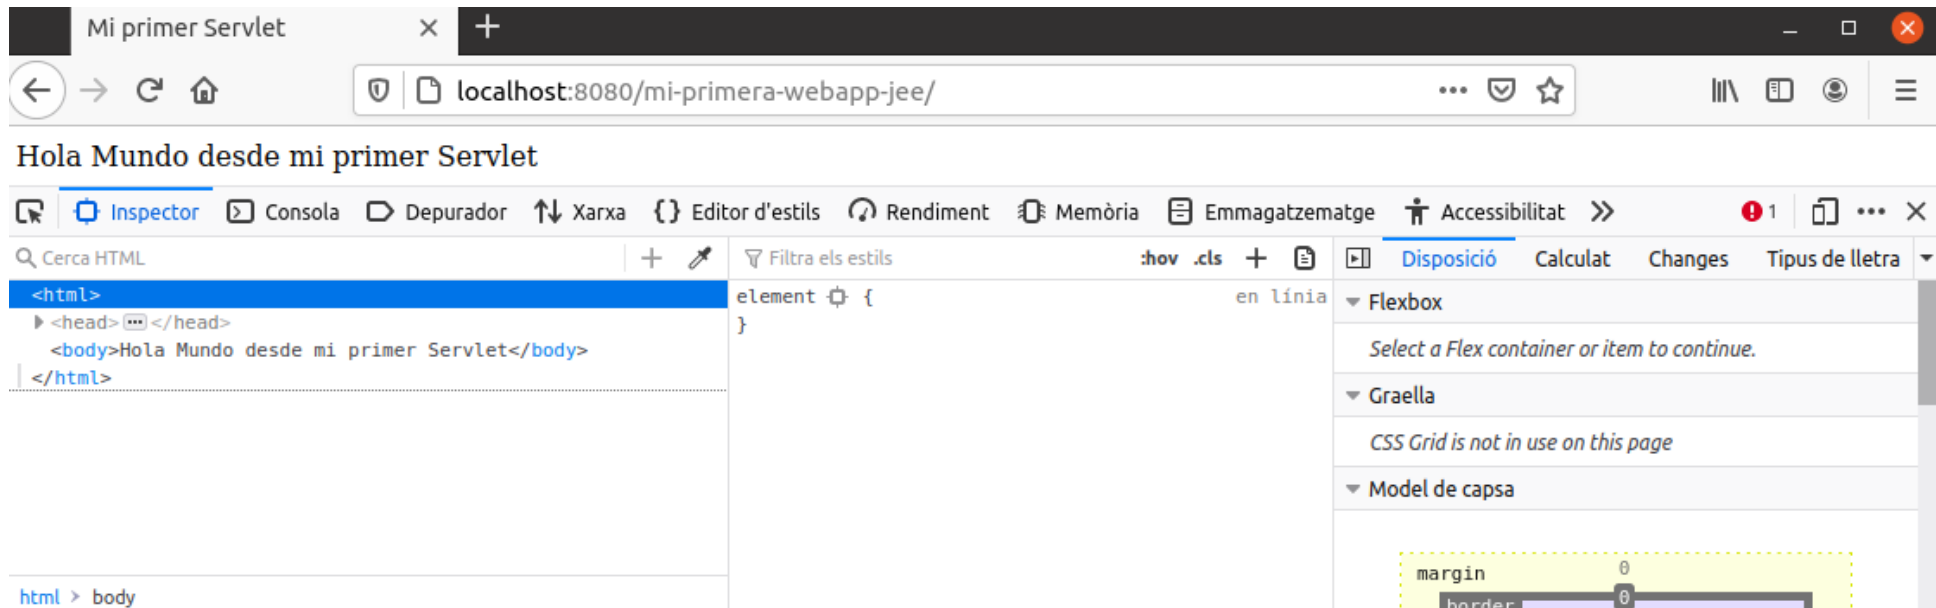 Mi primer Servlet
localhost:8080/mi-primera-webapp-jee/
Hola Mundo desde mi primer Servlet
Inspector Consola Depurador Xarxa Editor d'estils Rendiment Memòria Emmagatzematge Accessibilitat 1
Cerca HTML
Filtra els estils :hov .cls +
Disposició Calculat Changes Tipus de lletra
<html>
<head></head>
<body>Hola Mundo desde mi primer Servlet</body>
</html>
html > body
element { en línia
}
Flexbox
Select a Flex container or item to continue.
Graella
CSS Grid is not in use on this page
Model de capsa
margin 0
border 0